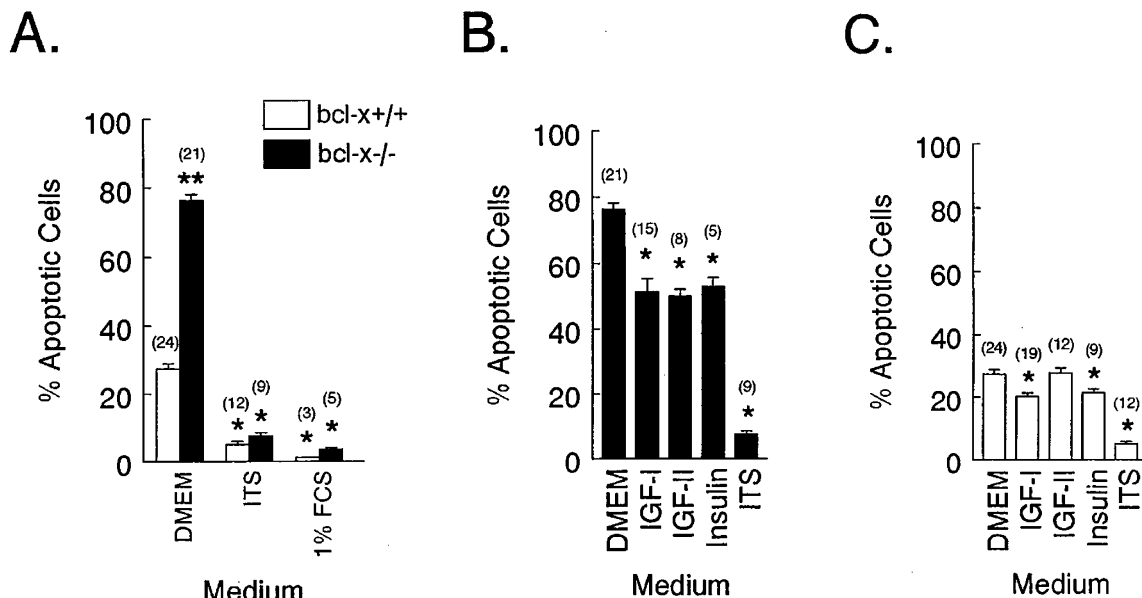 A.
bcl-x+/+
bcl-x-/-
% Apoptotic Cells
100
80
60
40
20
0
(24)
(21)
**
(12)
*
(9)
*
(3)
*
(5)
*
DMEM
ITS
1% FCS
Medium
B.
% Apoptotic Cells
100
80
60
40
20
0
(21)
(15)
*
(8)
*
(5)
*
(9)
*
DMEM
IGF-I
IGF-II
Insulin
ITS
Medium
C.
% Apoptotic Cells
100
80
60
40
20
0
(24)
(19)
*
(12)
(9)
*
(12)
*
DMEM
IGF-I
IGF-II
Insulin
ITS
Medium